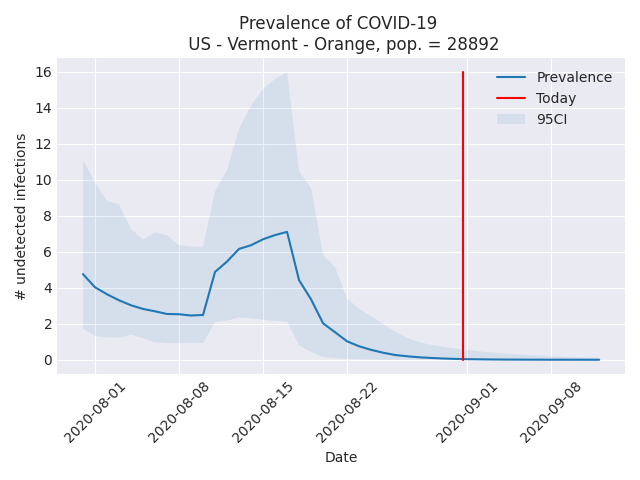 Prevalence of COVID-19
US - Vermont - Orange, pop. = 28892
Prevalence
Today
95CI
# undetected infections
16
14
12
10
8
6
4
2
0
2020-08-01
2020-08-08
2020-08-15
2020-08-22
2020-09-01
2020-09-08
Date